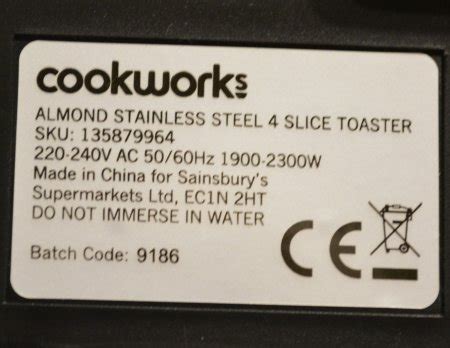 cookworks
ALMOND STAINLESS STEEL 4 SLICE TOASTER
SKU: 135879964
220-240V AC 50/60Hz 1900-2300W
Made in China for Sainsbury's
Supermarkets Ltd, EC1N 2HT
DO NOT IMMERSE IN WATER
CE
Batch Code: 9186